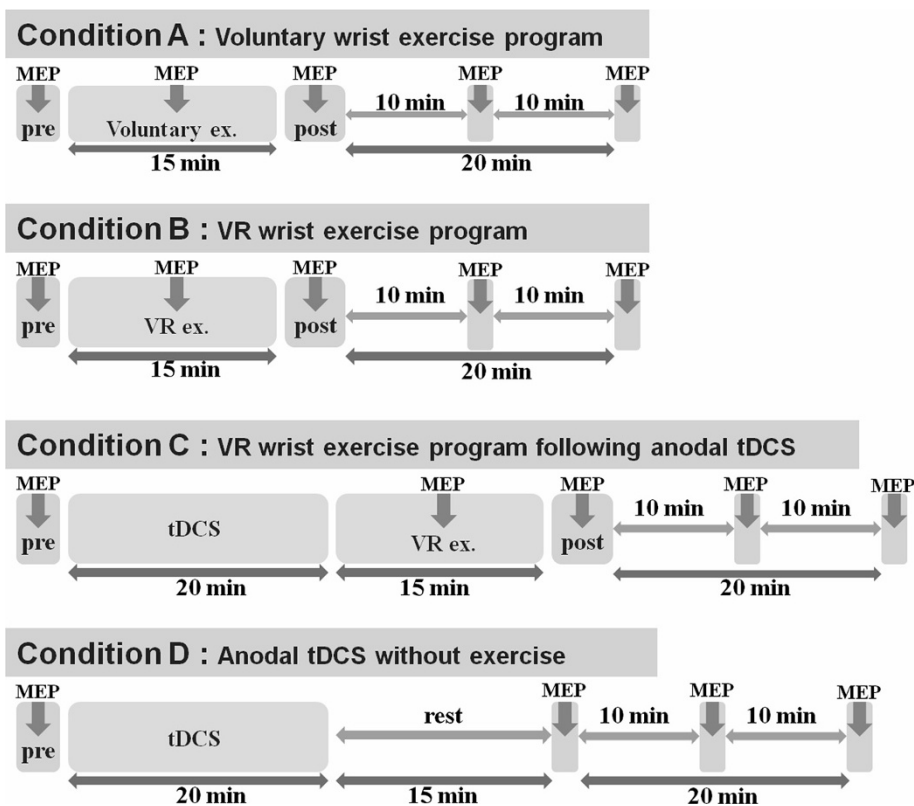 Condition A : Voluntary wrist exercise program
MEP MEP MEP MEP MEP
10 min 10 min
pre Voluntary ex. post
15 min 20 min
Condition B : VR wrist exercise program
MEP MEP MEP MEP MEP
10 min 10 min
pre VR ex. post
15 min 20 min
Condition C : VR wrist exercise program following anodal tDCS
MEP MEP MEP MEP MEP
10 min 10 min
tDCS
pre VR ex. post
20 min 15 min 20 min
Condition D : Anodal tDCS without exercise
MEP MEP MEP MEP
rest 10 min 10 min
tDCS
pre
20 min 15 min 20 min